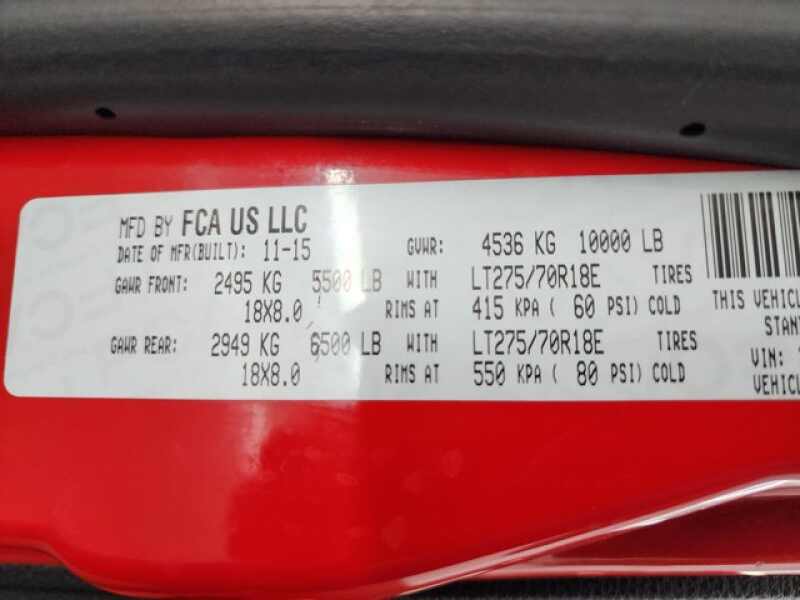 MFD BY FCA US LLC
DATE OF MFR(BUILT): 11-15 GVWR: 4536 KG 10000 LB
GAWR FRONT: 2495 KG 5500 LB WITH LT275/70R18E TIRES
18X8.0 RIMS AT 415 KPA ( 60 PSI) COLD
GAWR REAR: 2949 KG 6500 LB WITH LT275/70R18E TIRES
18X8.0 RIMS AT 550 KPA ( 80 PSI) COLD
THIS VEHICL
STAN
VIN:
VEHICL